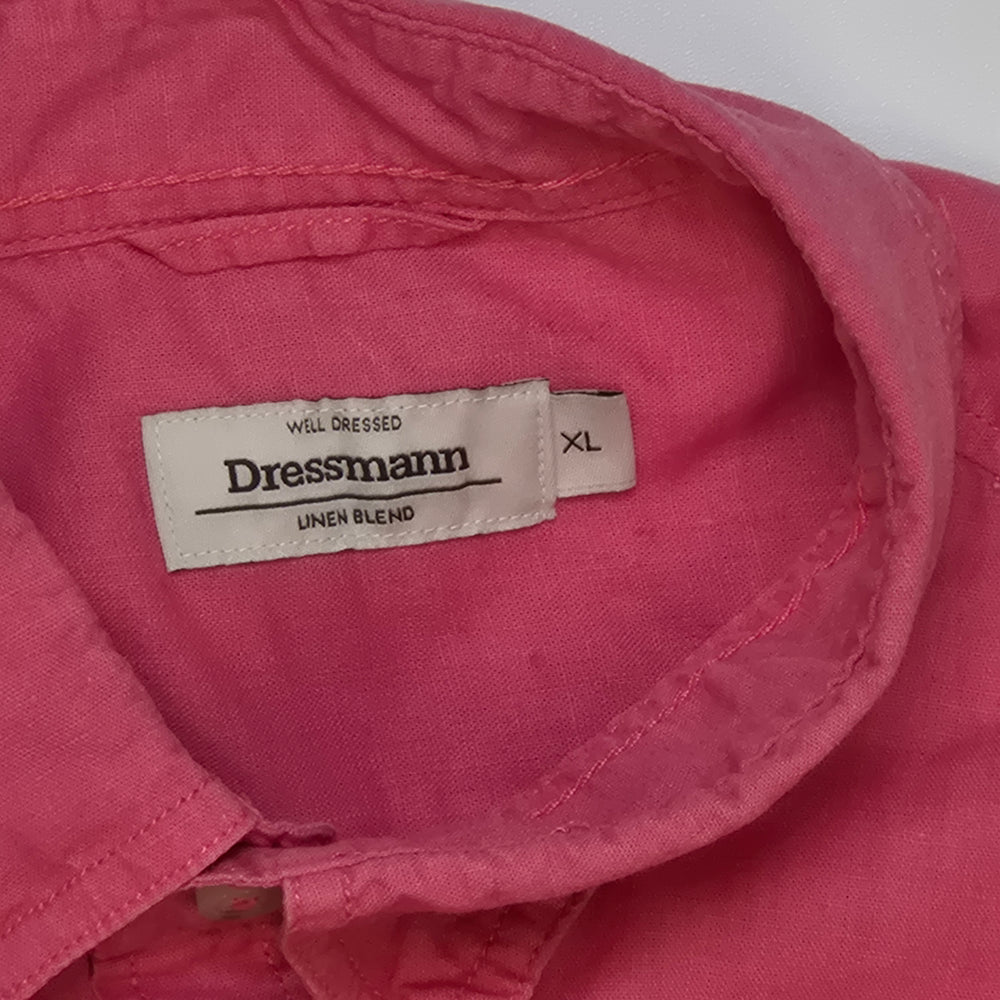 WELL DRESSED
Dressmann
LINEN BLEND
XL